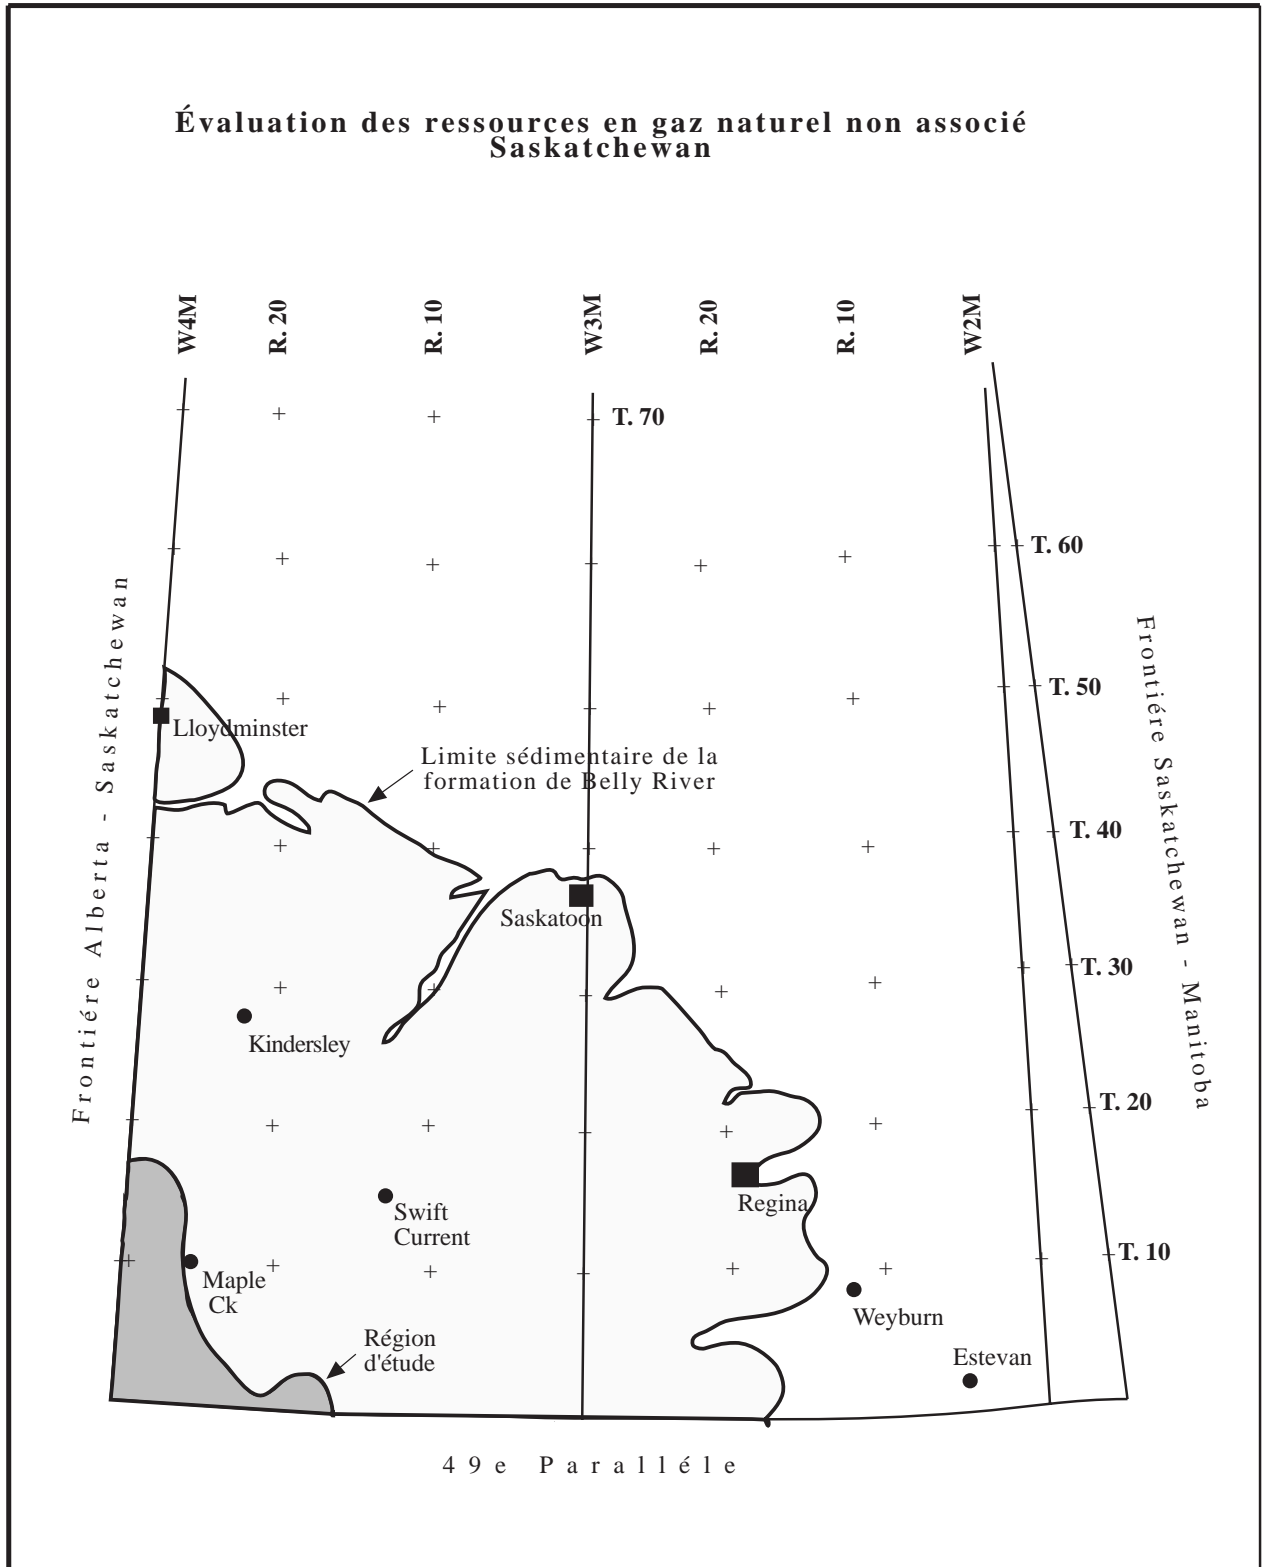 Évaluation des ressources en gaz naturel non associé
Saskatchewan
W4M
R. 20
R. 10
W3M
R. 20
R. 10
W2M
T. 70
T. 60
T. 50
T. 40
T. 30
T. 20
T. 10
Frontiére Alberta - Saskatchewan
Frontiére Saskatchewan - Manitoba
Lloydminster
Limite sédimentaire de la
formation de Belly River
Saskatoon
Kindersley
Swift
Current
Regina
Maple
Ck
Weyburn
Région
d'étude
Estevan
49e Paralléle